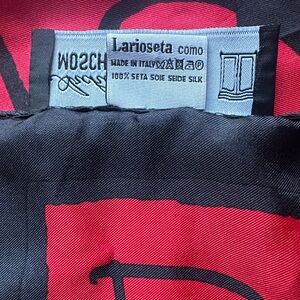 Larioseta como
MADE IN ITALY
100% SETA SOIE SEIDE SILK
MOSCH